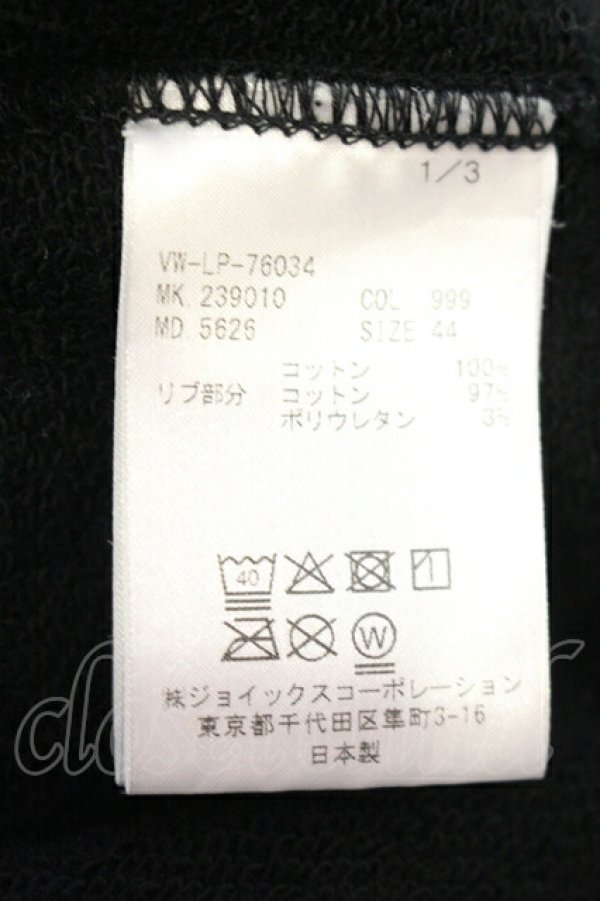 1/3
VW-LP-76034
MK. 239010 COL 999
MD. 5626 SIZE 44
コットン 100%
リブ部分 コットン 97%
ポリウレタン 3%
40
W
株ジョイックスコーポレーション
東京都千代田区隼町3-16
日本製